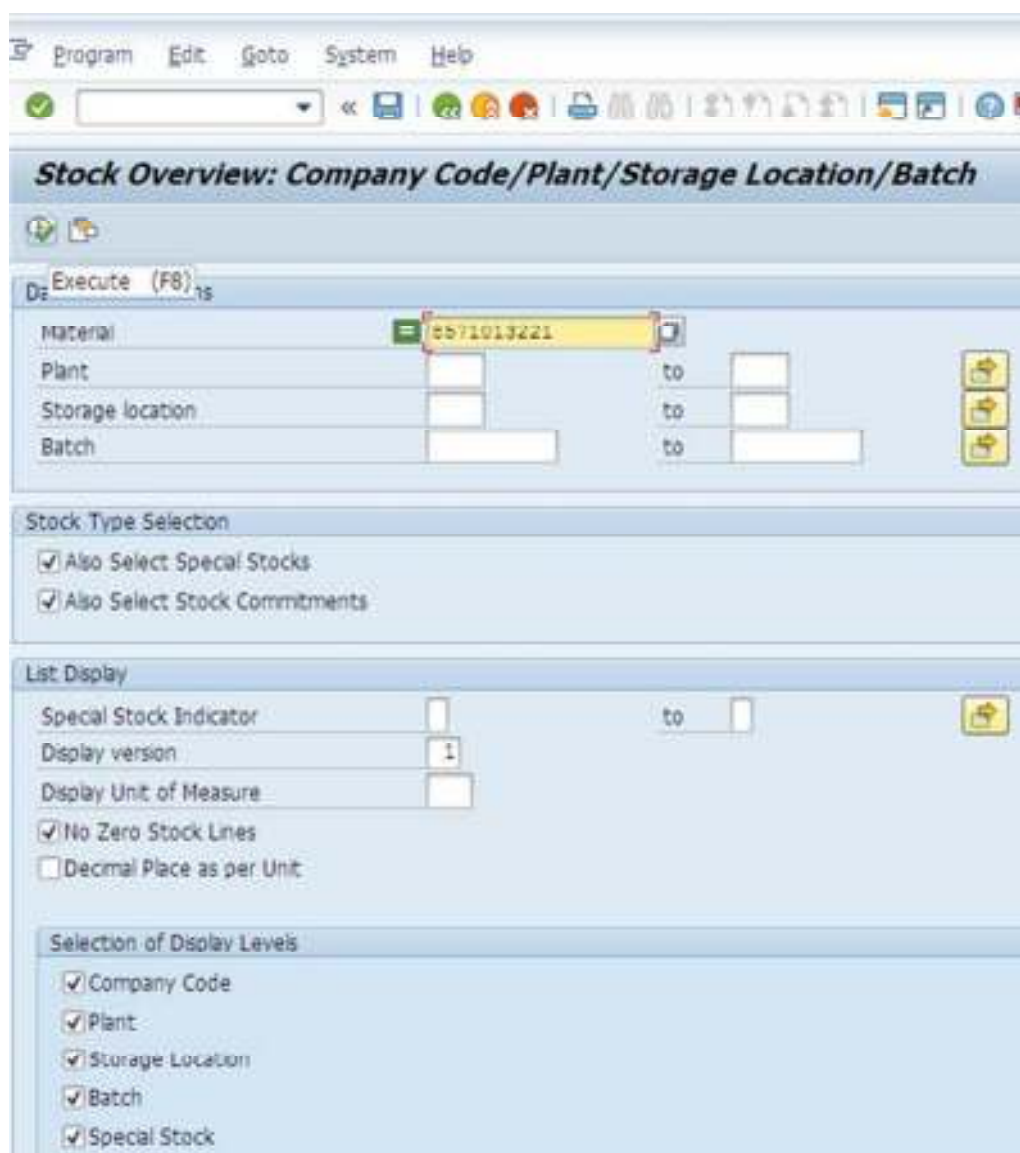 Program Edit Goto System Help
Stock Overview: Company Code/Plant/Storage Location/Batch
Execute (F8)
Material
Plant to
Storage location to
Batch to
Stock Type Selection
Also Select Special Stocks
Also Select Stock Commitments
List Display
Special Stock Indicator to
Display version 1
Display Unit of Measure
No Zero Stock Lines
Decimal Place as per Unit
Selection of Display Levels
Company Code
Plant
Storage Location
Batch
Special Stock